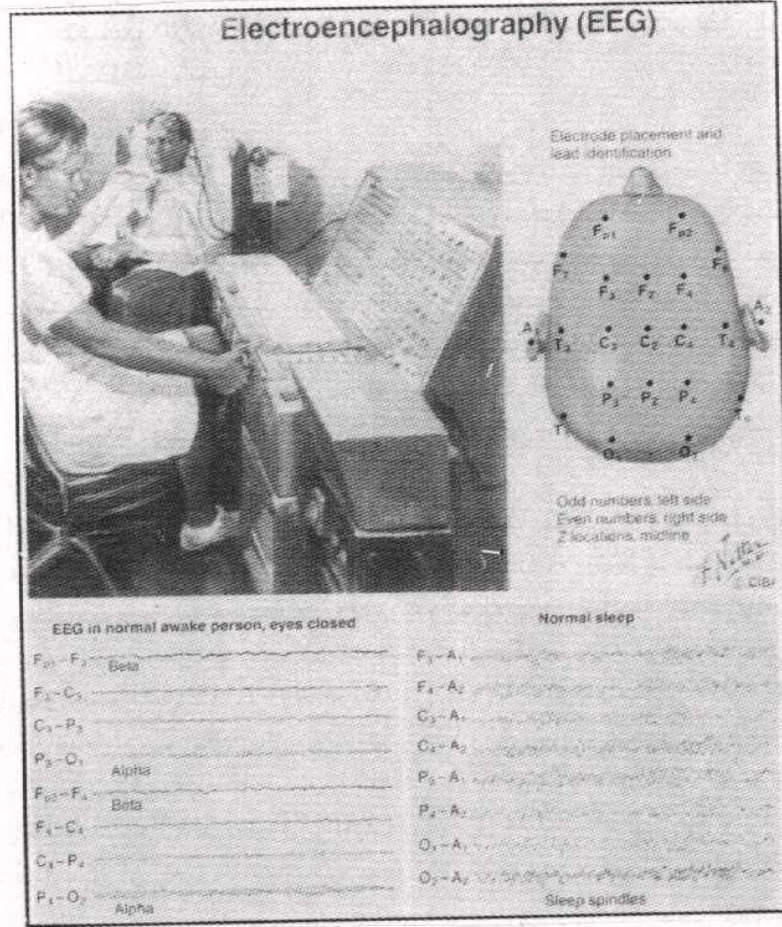 Electroencephalography (EEG)
Electrode placement and
lead identification
Fp1 Fp2
F7 F8
F3 FZ F4
A1 A2
T3 C3 CZ C4 T4
P3 PZ P4
O1
Odd numbers, left side
Even numbers, right side
Z locations, midline
F. Netter
© CIBA
EEG in normal awake person, eyes closed
Fp1–F3
Beta
F3–C3
C3–P3
P3–O1
Alpha
Fp2–F4
Beta
F4–C4
C4–P4
P4–O2
Alpha
Normal sleep
F3–A1
F4–A2
C3–A1
C4–A2
P3–A1
P4–A2
O1–A1
O2–A2
Sleep spindles